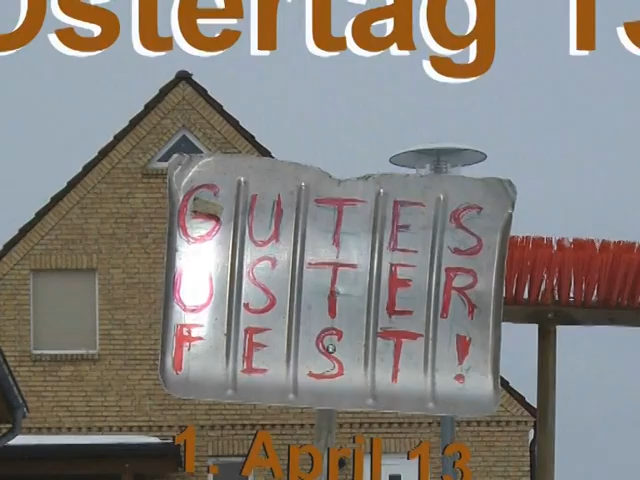 Ostertag 13
GUTES
USTER
FEST!
1. April 13